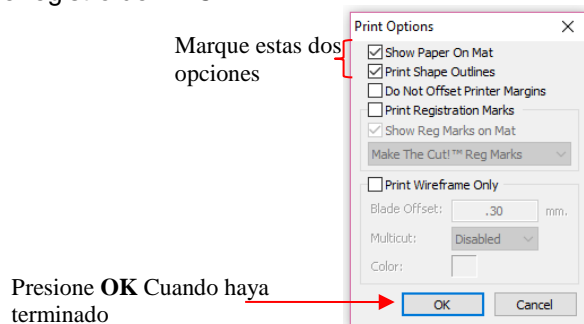 Print Options
Marque estas dos
opciones
Show Paper On Mat
Print Shape Outlines
Do Not Offset Printer Margins
Print Registration Marks
Show Reg Marks on Mat
Make The Cut!™ Reg Marks
Print Wireframe Only
Blade Offset: .30 mm.
Multicut: Disabled
Color:
Presione OK Cuando haya
terminado
OK Cancel